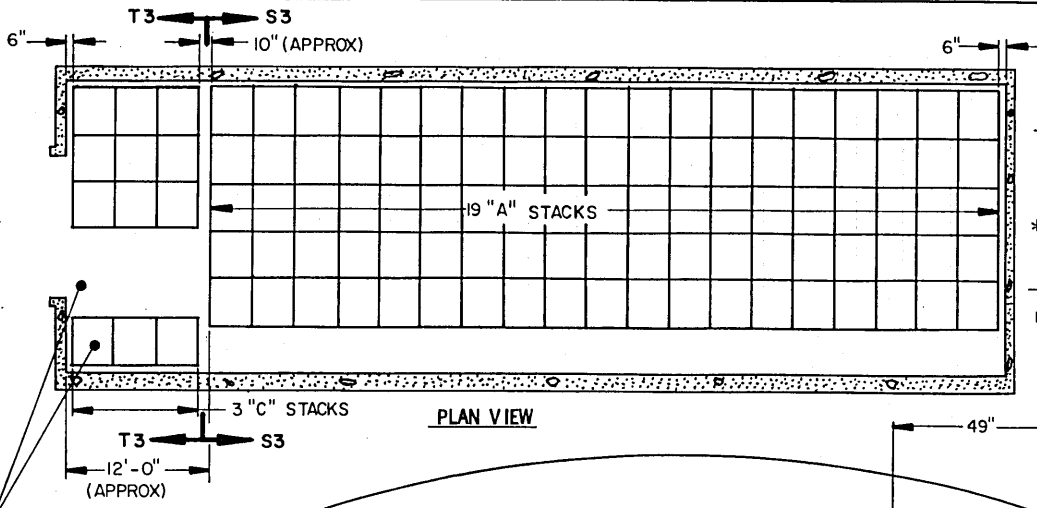 T3 S3
6" 10" (APPROX) 6"
19 "A" STACKS
3 "C" STACKS
PLAN VIEW
T3 S3
49"
12'-0"
(APPROX)